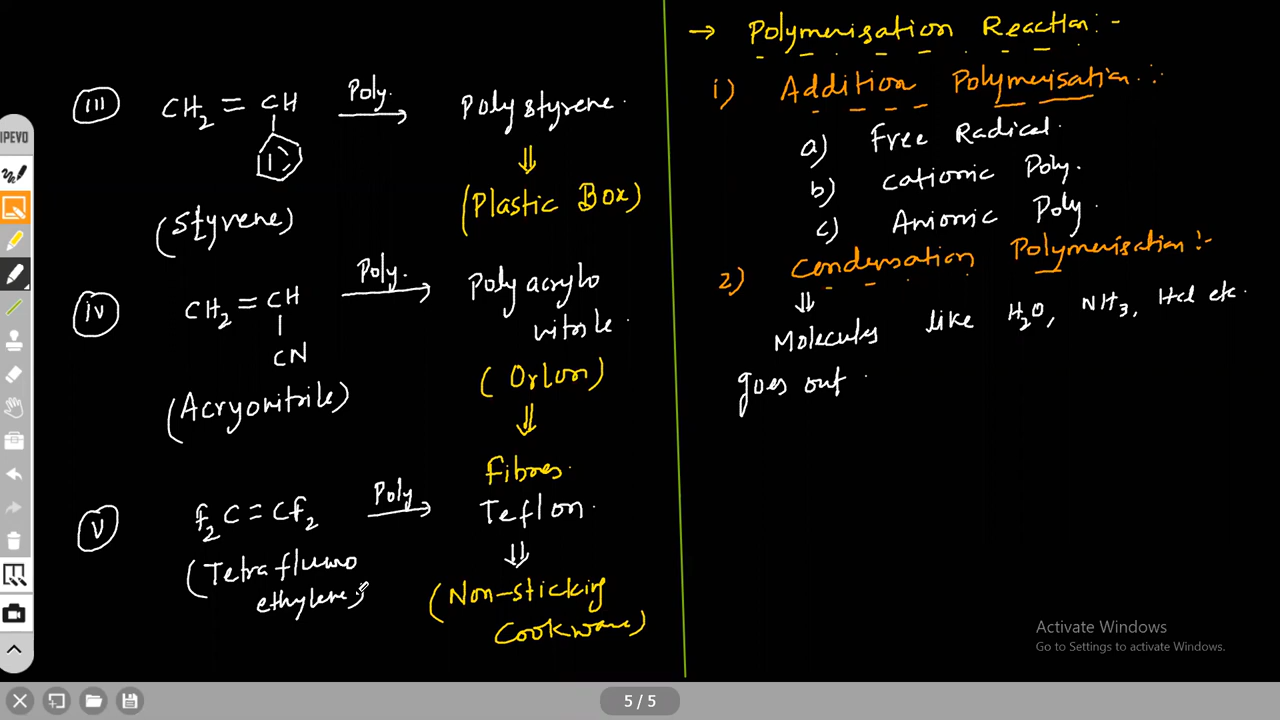 (iii) CH2 = CH Poly. Polystyrene.
(Styrene)
(Plastic Box)
(iv) CH2 = CH Poly. Polyacrylo
nitrile.
CN
(Acryonitrile)
(Orlon)
Fibres.
(v) F2C = CF2 Poly Teflon.
(Tetrafluoro
ethylene)
(Non-sticking
Cookware)
→ Polymerisation Reaction :-
1) Addition Polymerisation :-
a) Free Radical.
b) Cationic Poly.
c) Anionic Poly.
2) Condensation Polymerisation :-
Molecules like H2O, NH3, Hcl etc.
goes out.
IPEVO
5 / 5
Activate Windows
Go to Settings to activate Windows.